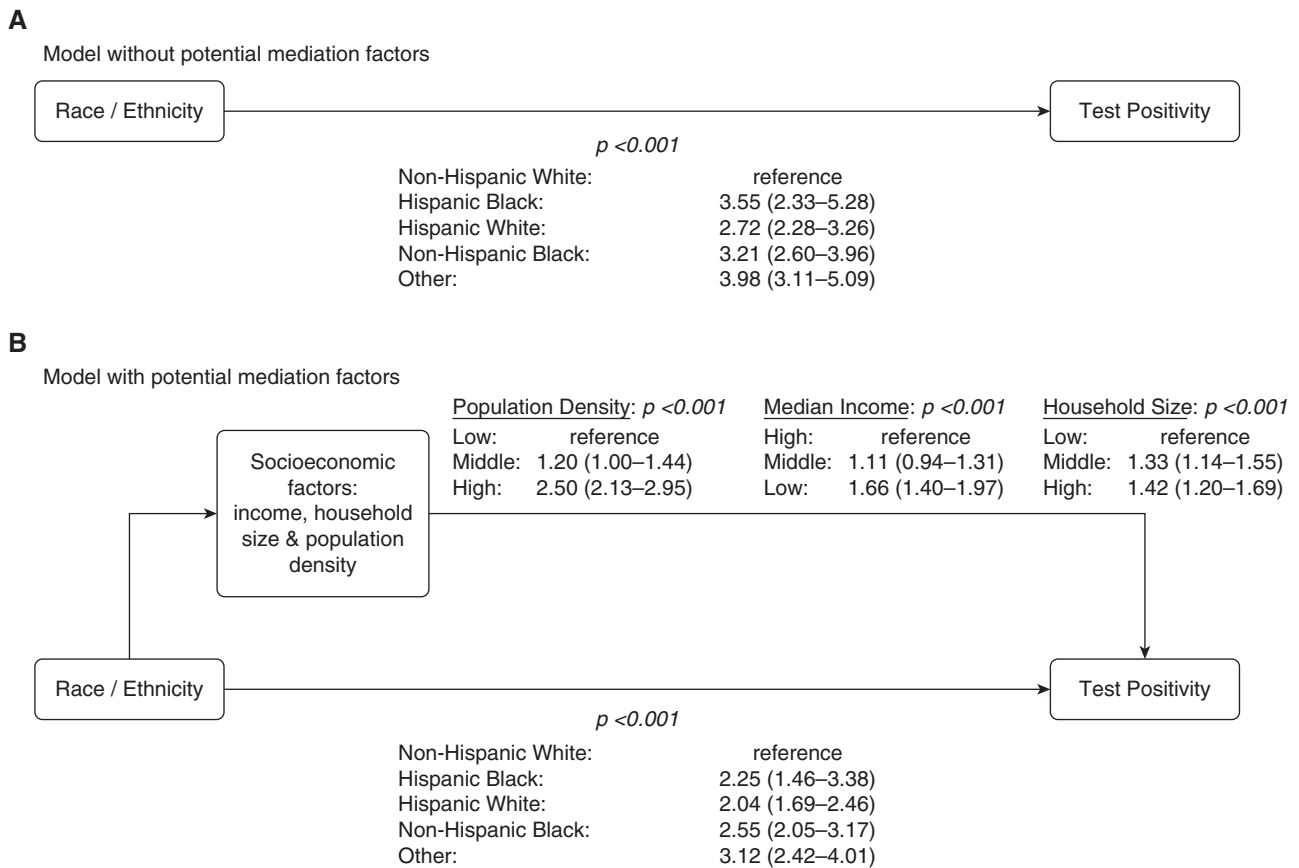 A
Model without potential mediation factors
Race / Ethnicity
Test Positivity
p <0.001
Non-Hispanic White: reference
Hispanic Black: 3.55 (2.33–5.28)
Hispanic White: 2.72 (2.28–3.26)
Non-Hispanic Black: 3.21 (2.60–3.96)
Other: 3.98 (3.11–5.09)
B
Model with potential mediation factors
Population Density: p <0.001
Low: reference
Middle: 1.20 (1.00–1.44)
High: 2.50 (2.13–2.95)
Median Income: p <0.001
High: reference
Middle: 1.11 (0.94–1.31)
Low: 1.66 (1.40–1.97)
Household Size: p <0.001
Low: reference
Middle: 1.33 (1.14–1.55)
High: 1.42 (1.20–1.69)
Socioeconomic
factors:
income, household
size & population
density
Race / Ethnicity
Test Positivity
p <0.001
Non-Hispanic White: reference
Hispanic Black: 2.25 (1.46–3.38)
Hispanic White: 2.04 (1.69–2.46)
Non-Hispanic Black: 2.55 (2.05–3.17)
Other: 3.12 (2.42–4.01)